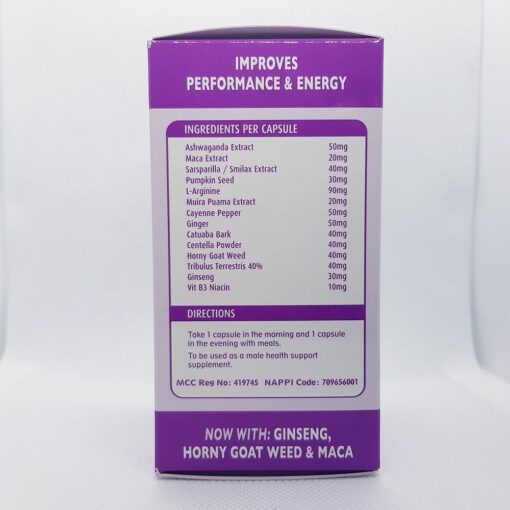 IMPROVES
PERFORMANCE & ENERGY
INGREDIENTS PER CAPSULE
Ashwaganda Extract 50mg
Maca Extract 20mg
Sarsparilla / Smilax Extract 40mg
Pumpkin Seed 30mg
L-Arginine 90mg
Muira Puama Extract 20mg
Cayenne Pepper 50mg
Ginger 50mg
Catuaba Bark 40mg
Centella Powder 40mg
Horny Goat Weed 40mg
Tribulus Terrestris 40% 40mg
Ginseng 30mg
Vit B3 Niacin 10mg
DIRECTIONS
Take 1 capsule in the morning and 1 capsule
in the evening with meals.
To be used as a male health support
supplement.
MCC Reg No: 419745 NAPPI Code: 709656001
NOW WITH: GINSENG,
HORNY GOAT WEED & MACA